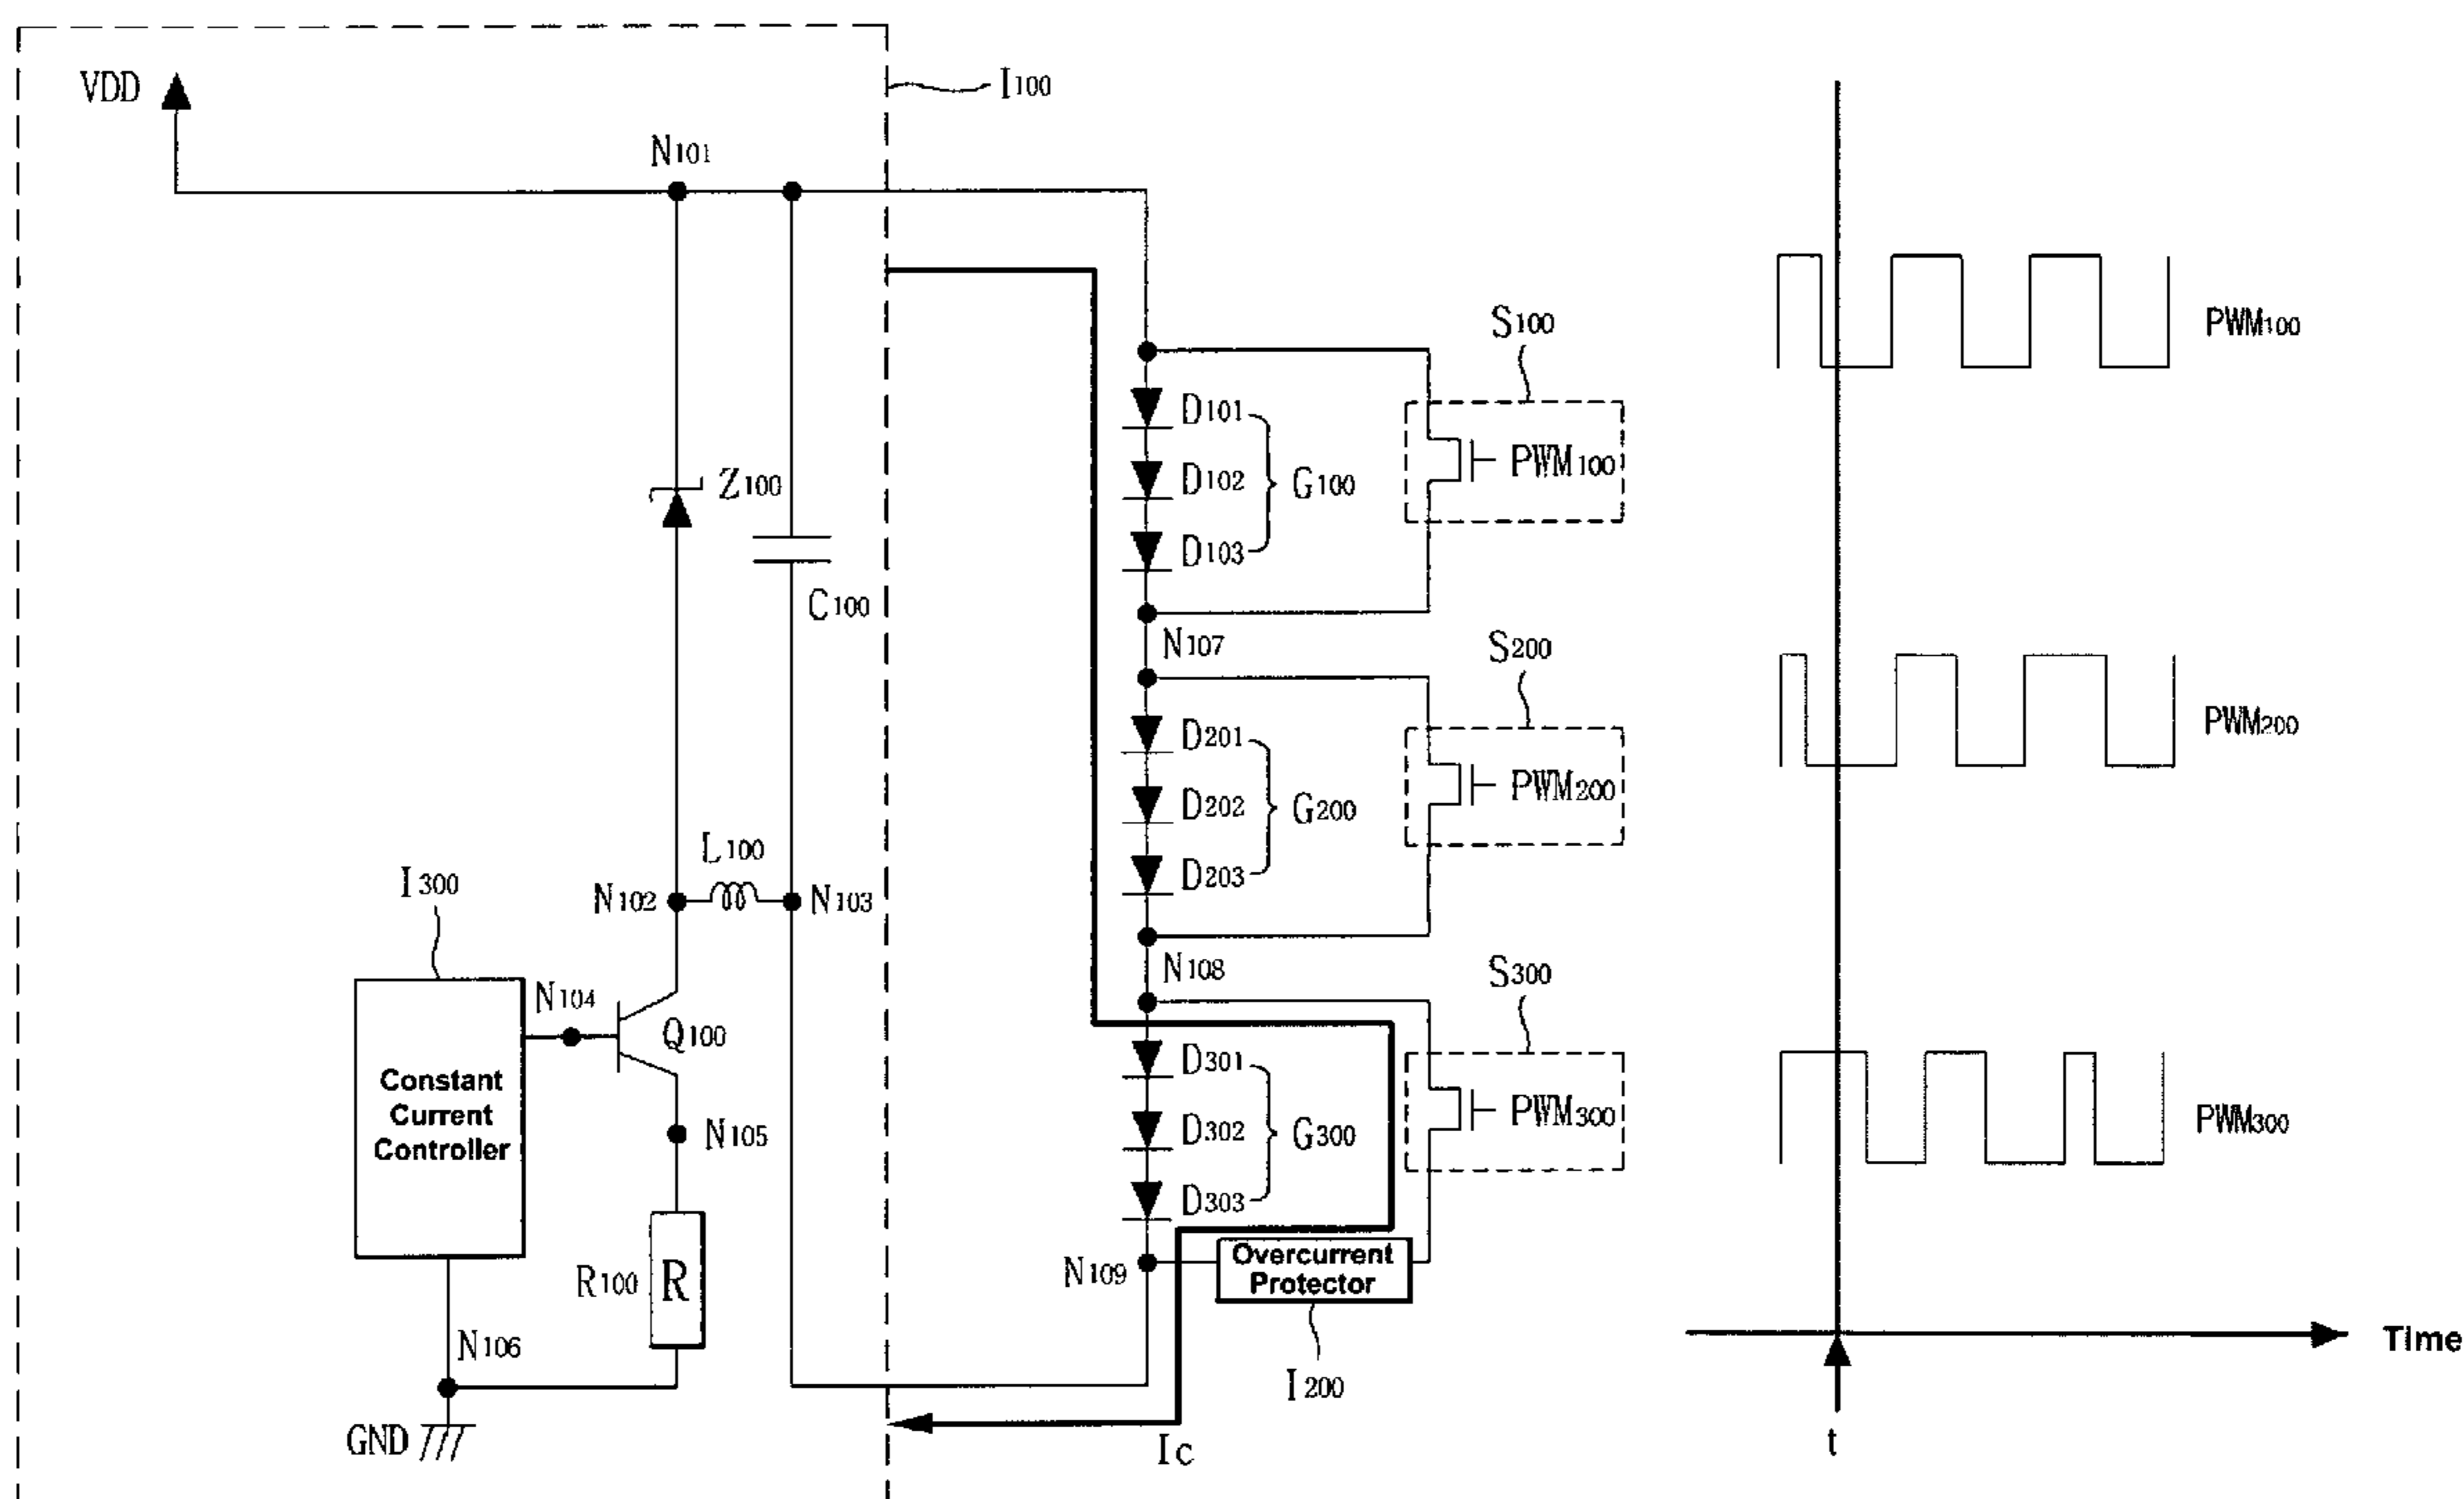 VDD
I100
N101
S100
PWM100
D101
Z100
D102
G100
PWM100
D103
C100
N107
S200
D201
PWM200
D202
G200
PWM200
L100
D203
I300
N102
N103
N108
S300
N104
Q100
D301
Constant
Current
Controller
PWM300
D302
G300
PWM300
N105
D303
Overcurrent
Protector
N109
R100
R
N106
Time
I200
GND
Ic
t